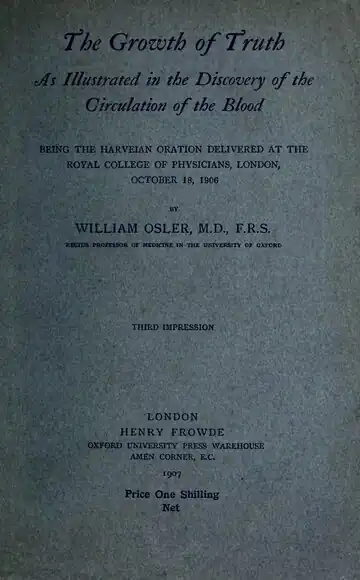 The Growth of Truth
As Illustrated in the Discovery of the
Circulation of the Blood
BEING THE HARVEIAN ORATION DELIVERED AT THE
ROYAL COLLEGE OF PHYSICIANS, LONDON,
OCTOBER 18, 1906
BY
WILLIAM OSLER, M.D., F.R.S.
REGIUS PROFESSOR OF MEDICINE IN THE UNIVERSITY OF OXFORD
THIRD IMPRESSION
LONDON
HENRY FROWDE
OXFORD UNIVERSITY PRESS WAREHOUSE
AMEN CORNER, E.C.
1907
Price One Shilling
Net